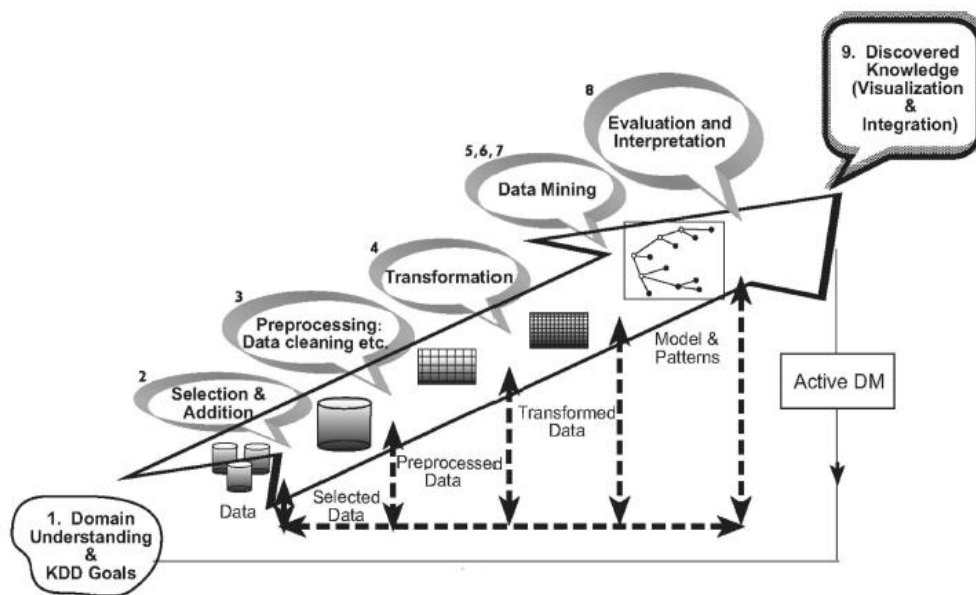 9. Discovered
Knowledge
(Visualization
&
Integration)
8
Evaluation and
Interpretation
5, 6, 7
Data Mining
4
Transformation
3
Preprocessing:
Data cleaning etc.
2
Selection &
Addition
Model &
Patterns
Active DM
Transformed
Data
Preprocessed
Data
Selected
Data
Data
1. Domain
Understanding
&
KDD Goals